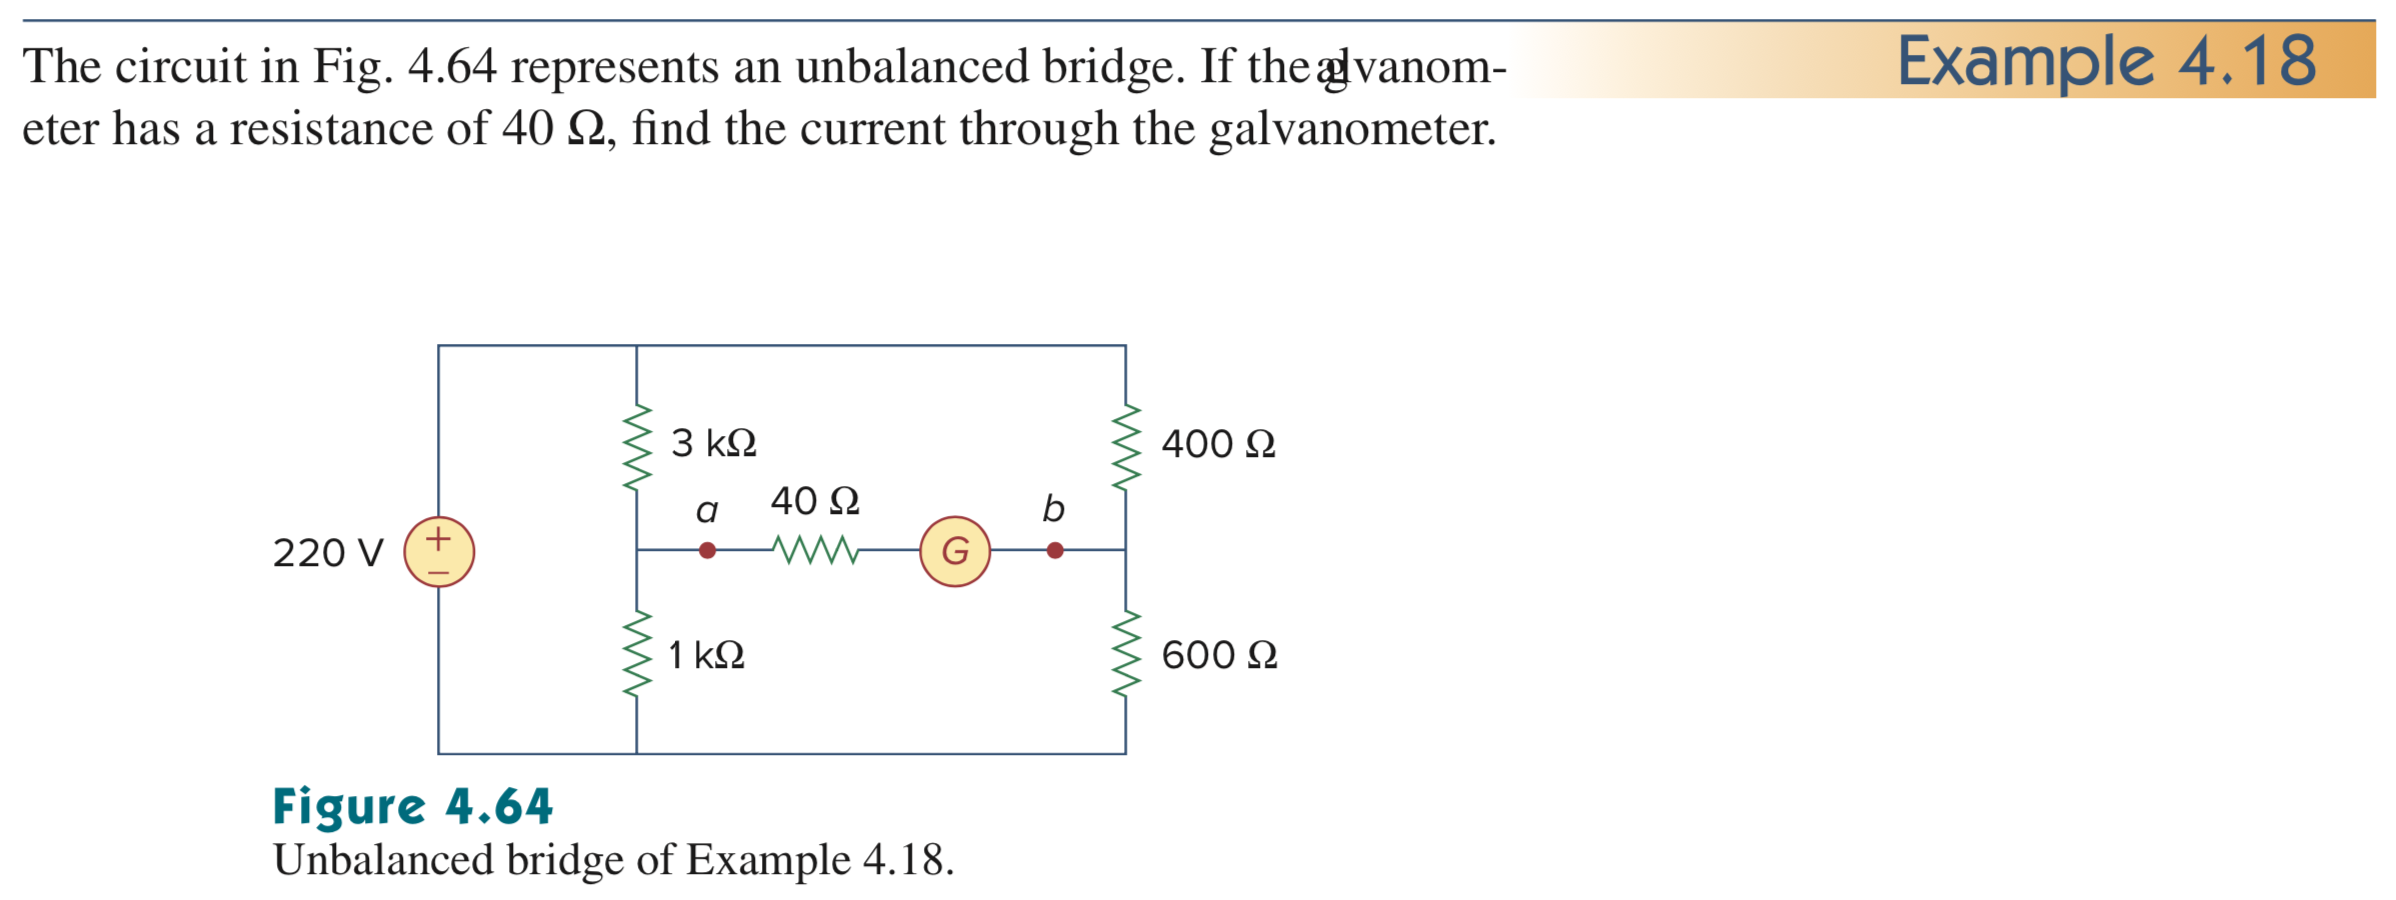 Example 4.18
The circuit in Fig. 4.64 represents an unbalanced bridge. If the galvanom-
eter has a resistance of 40 Ω, find the current through the galvanometer.
3 kΩ
400 Ω
a
40 Ω
b
220 V
+
−
G
1 kΩ
600 Ω
Figure 4.64
Unbalanced bridge of Example 4.18.